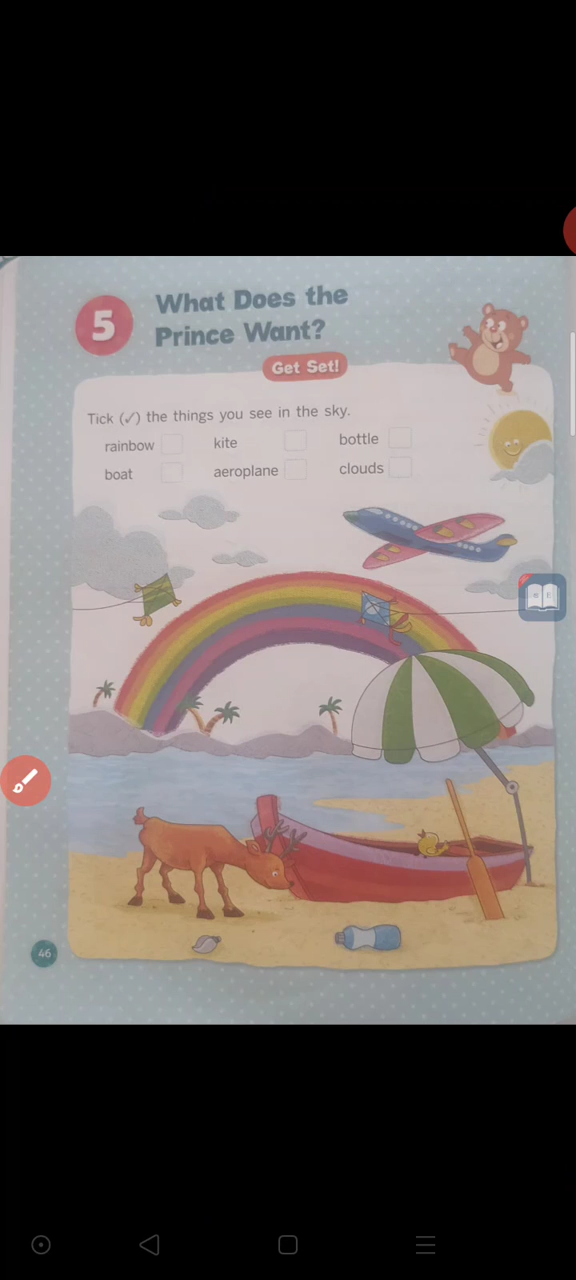 5
What Does the
Prince Want?
Get Set!
Tick (✓) the things you see in the sky.
rainbow kite bottle
boat aeroplane clouds
46